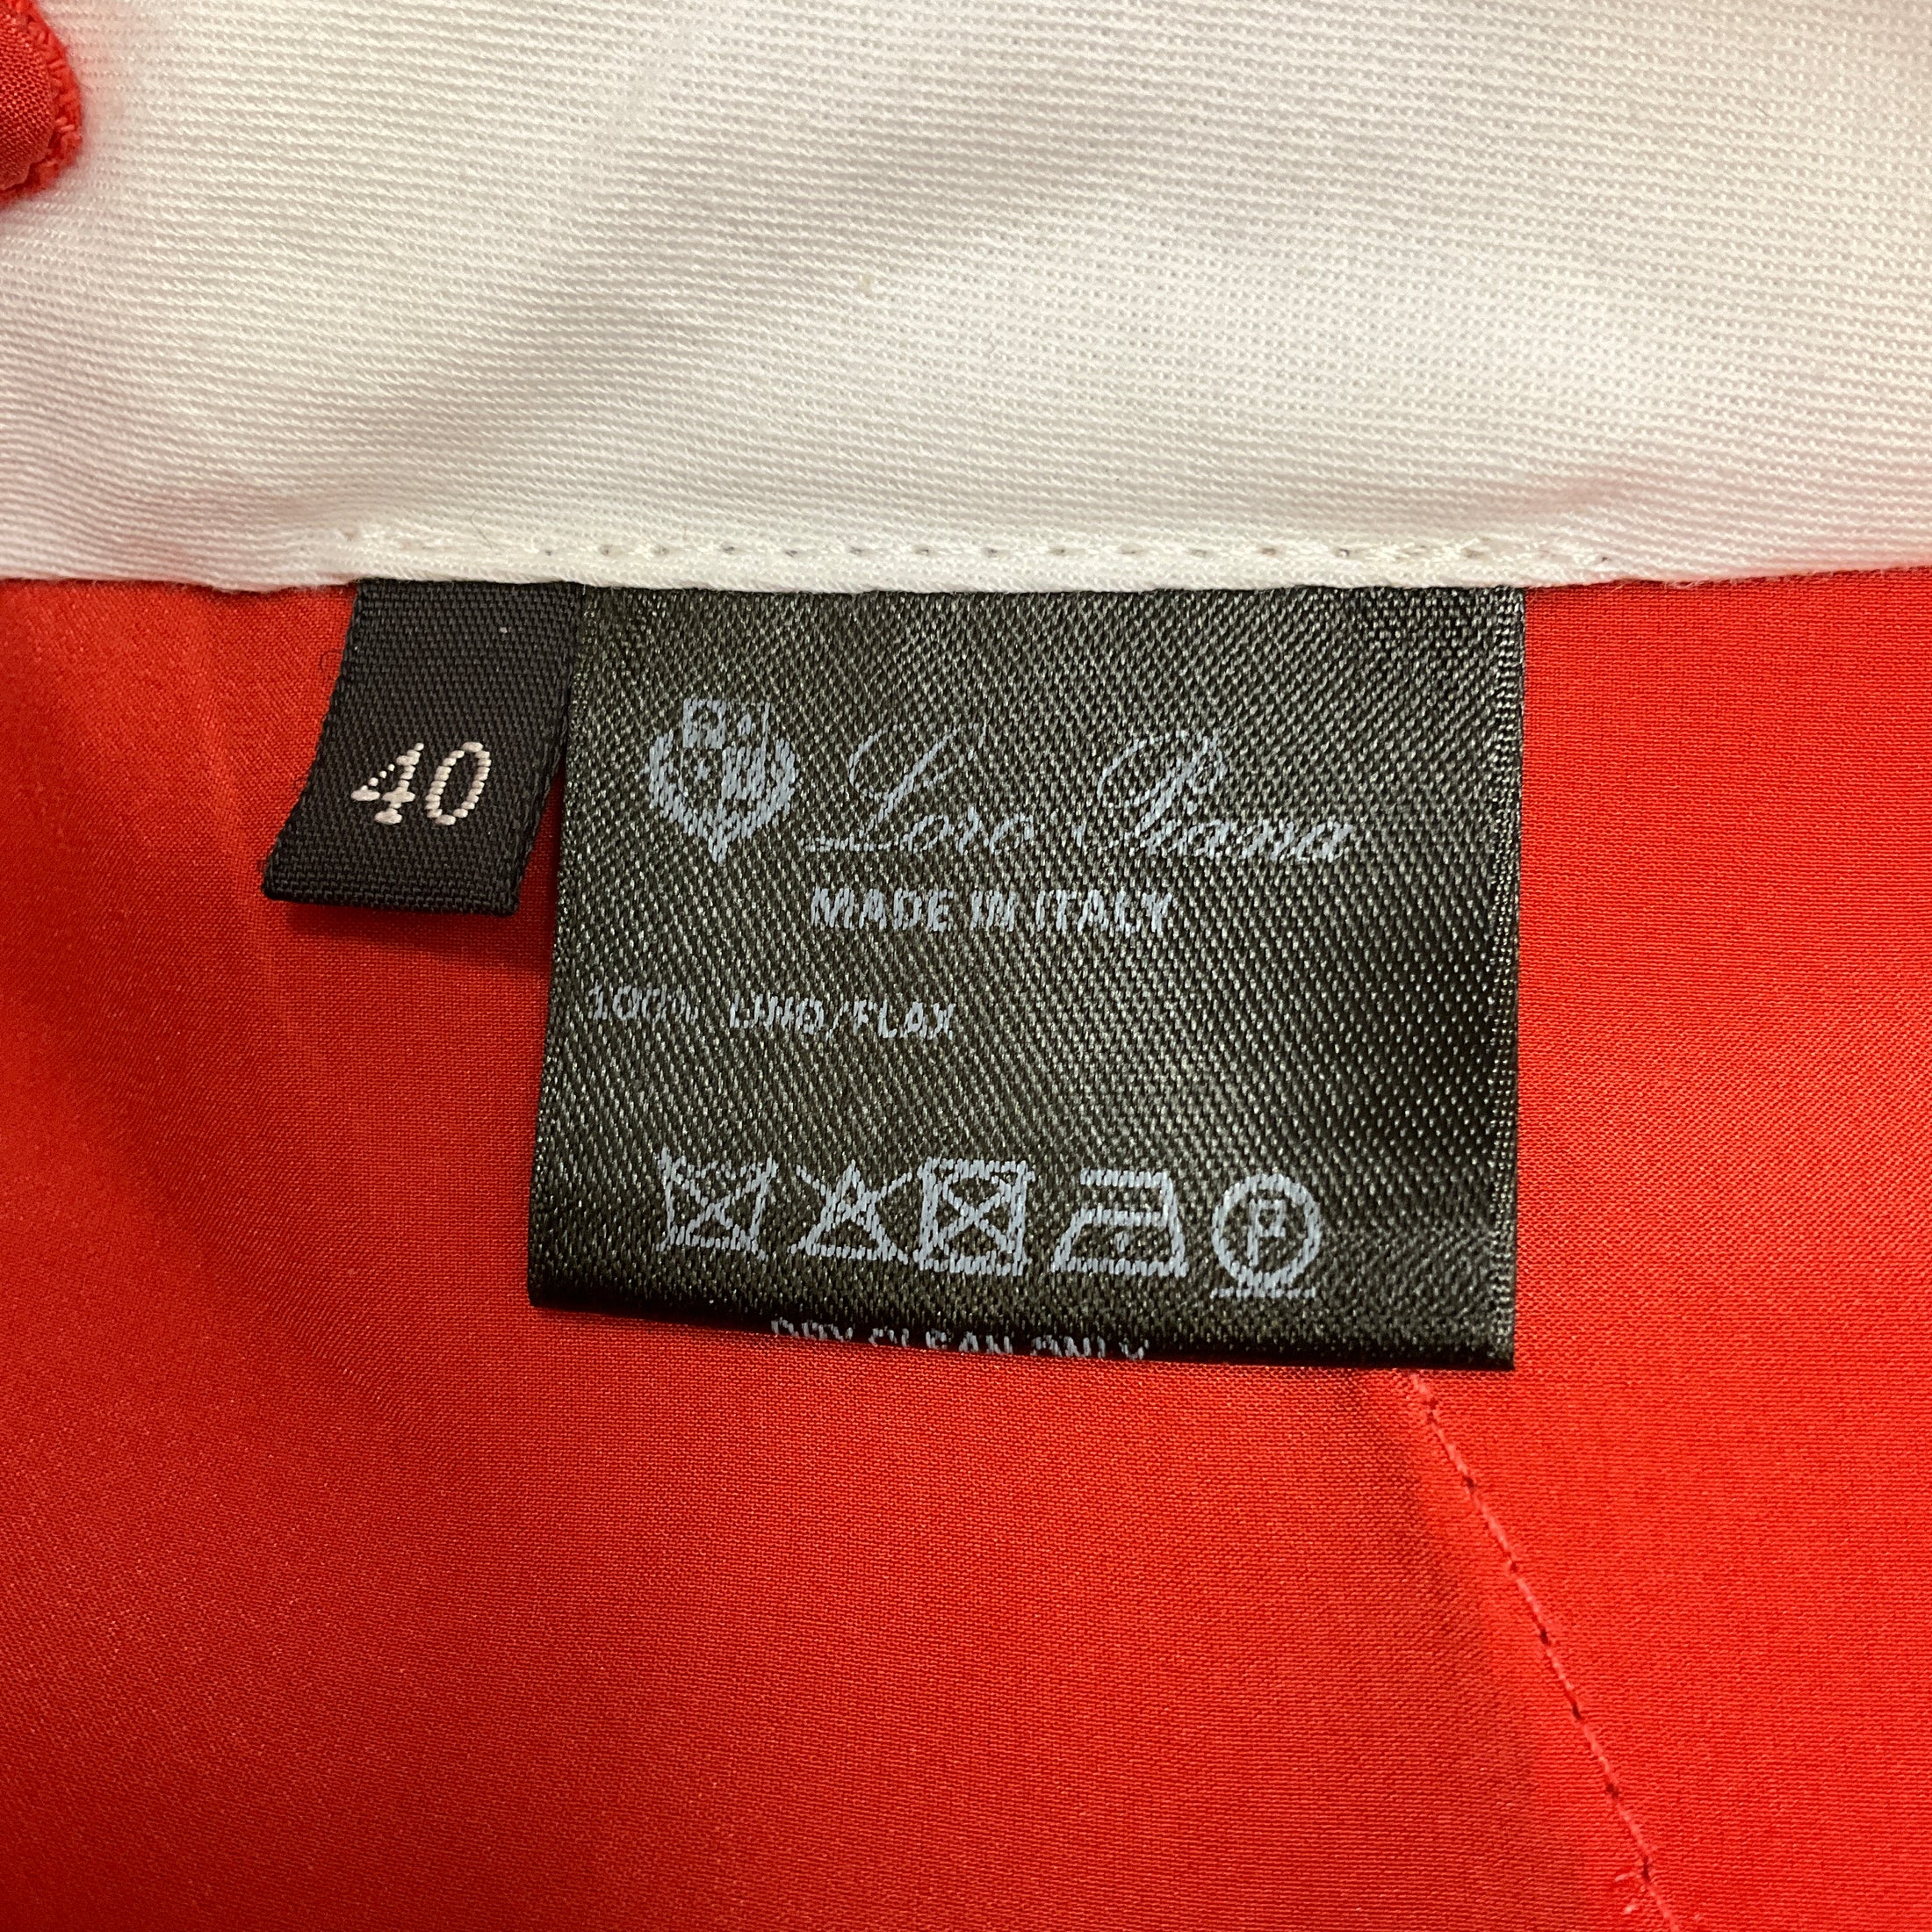 40
Loro Piana
MADE IN ITALY
100% LINO/FLAX
P
DRY CLEAN ONLY